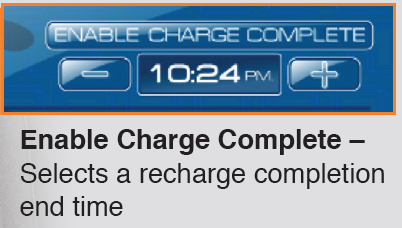 ENABLE CHARGE COMPLETE
− 10:24 PM +
Enable Charge Complete –
Selects a recharge completion
end time